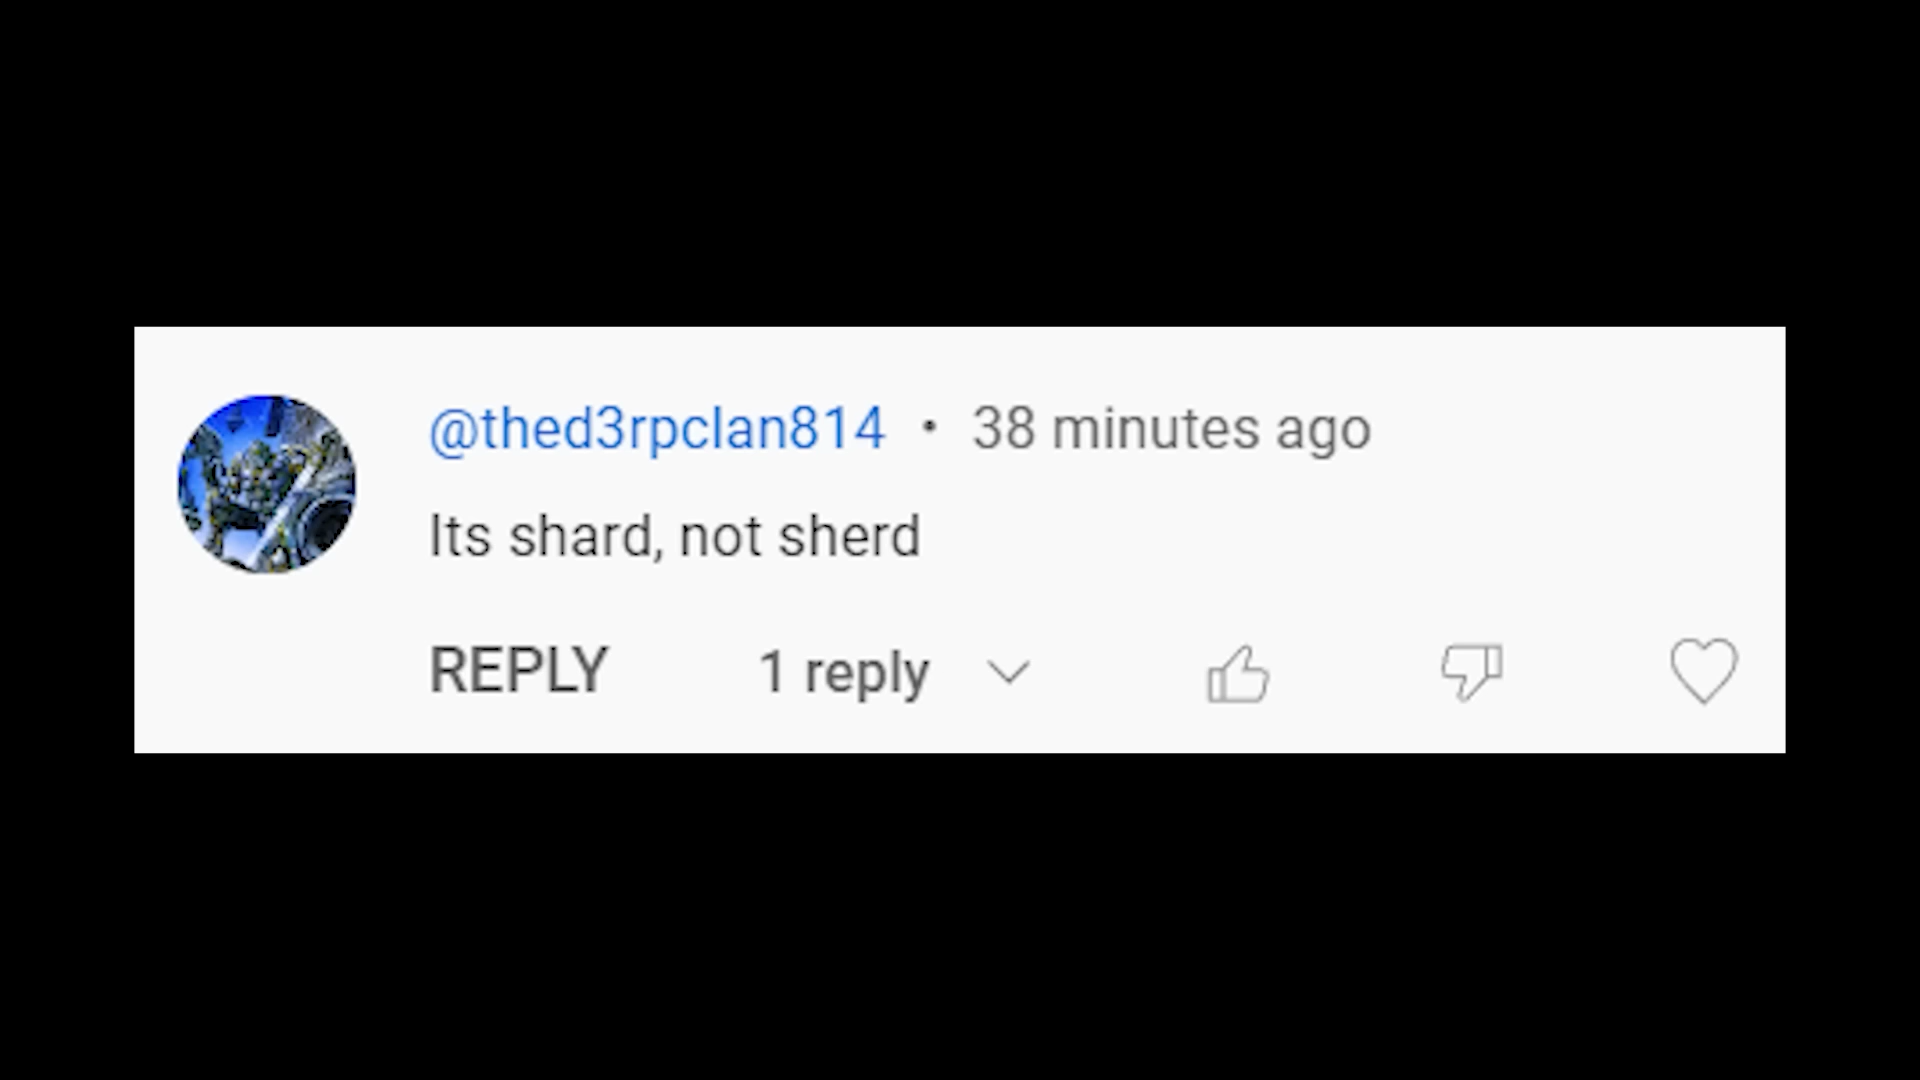 @thed3rpclan814 • 38 minutes ago
Its shard, not sherd
REPLY 1 reply